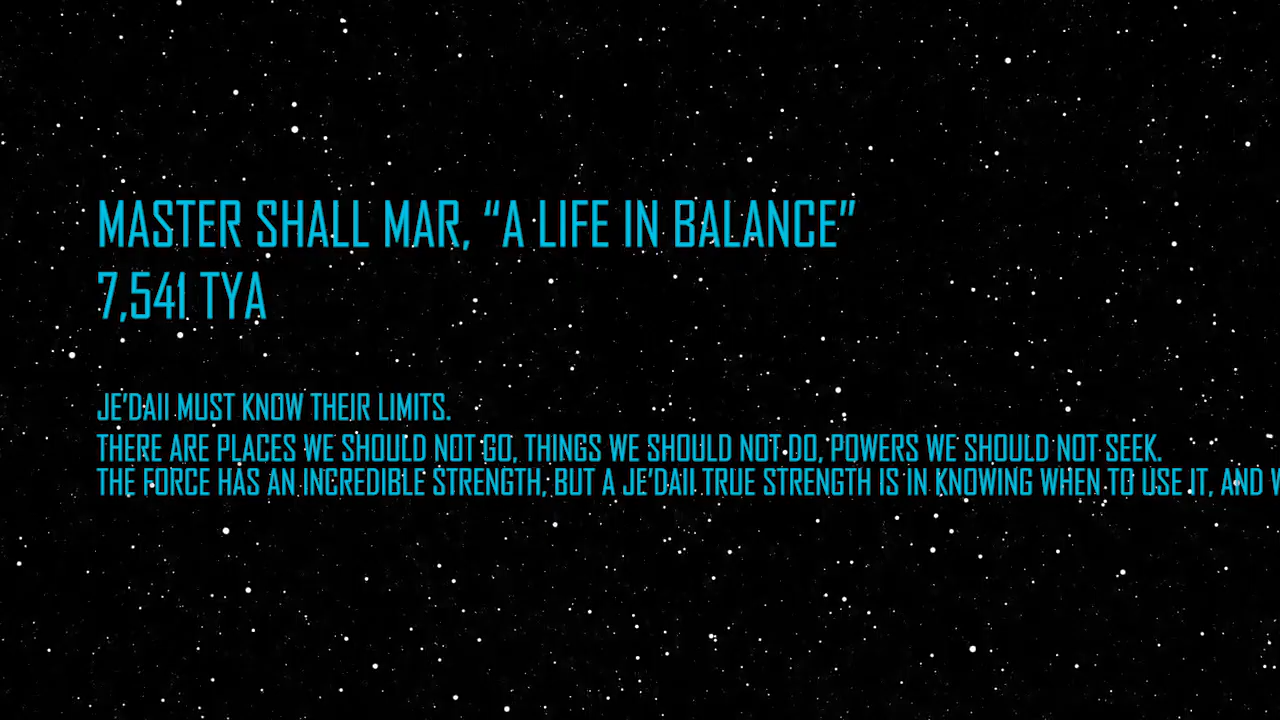 MASTER SHALL MAR, “A LIFE IN BALANCE”
7,541 TYA
JE’DAII MUST KNOW THEIR LIMITS.
THERE ARE PLACES WE SHOULD NOT GO, THINGS WE SHOULD NOT DO, POWERS WE SHOULD NOT SEEK.
THE FORCE HAS AN INCREDIBLE STRENGTH, BUT A JE’DAII TRUE STRENGTH IS IN KNOWING WHEN TO USE IT, AND